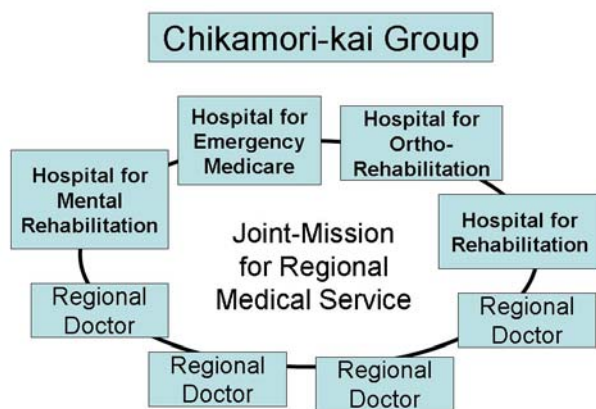 Chikamori-kai Group
Hospital for
Emergency
Medicare
Hospital for
Ortho-
Rehabilitation
Hospital for
Mental
Rehabilitation
Hospital for
Rehabilitation
Joint-Mission
for Regional
Medical Service
Regional
Doctor
Regional
Doctor
Regional
Doctor
Regional
Doctor